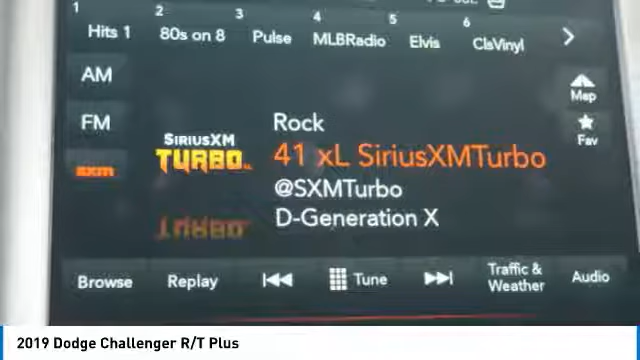 1 2 3 4 5 6
Hits 1 80s on 8 Pulse MLBRadio Elvis ClsVinyl
AM
FM
sxm
SIRIUSXM
TURBO
Rock
41 xL SiriusXMTurbo
@SXMTurbo
D-Generation X
Map
Fav
Browse Replay Tune Traffic & Weather Audio
2019 Dodge Challenger R/T Plus